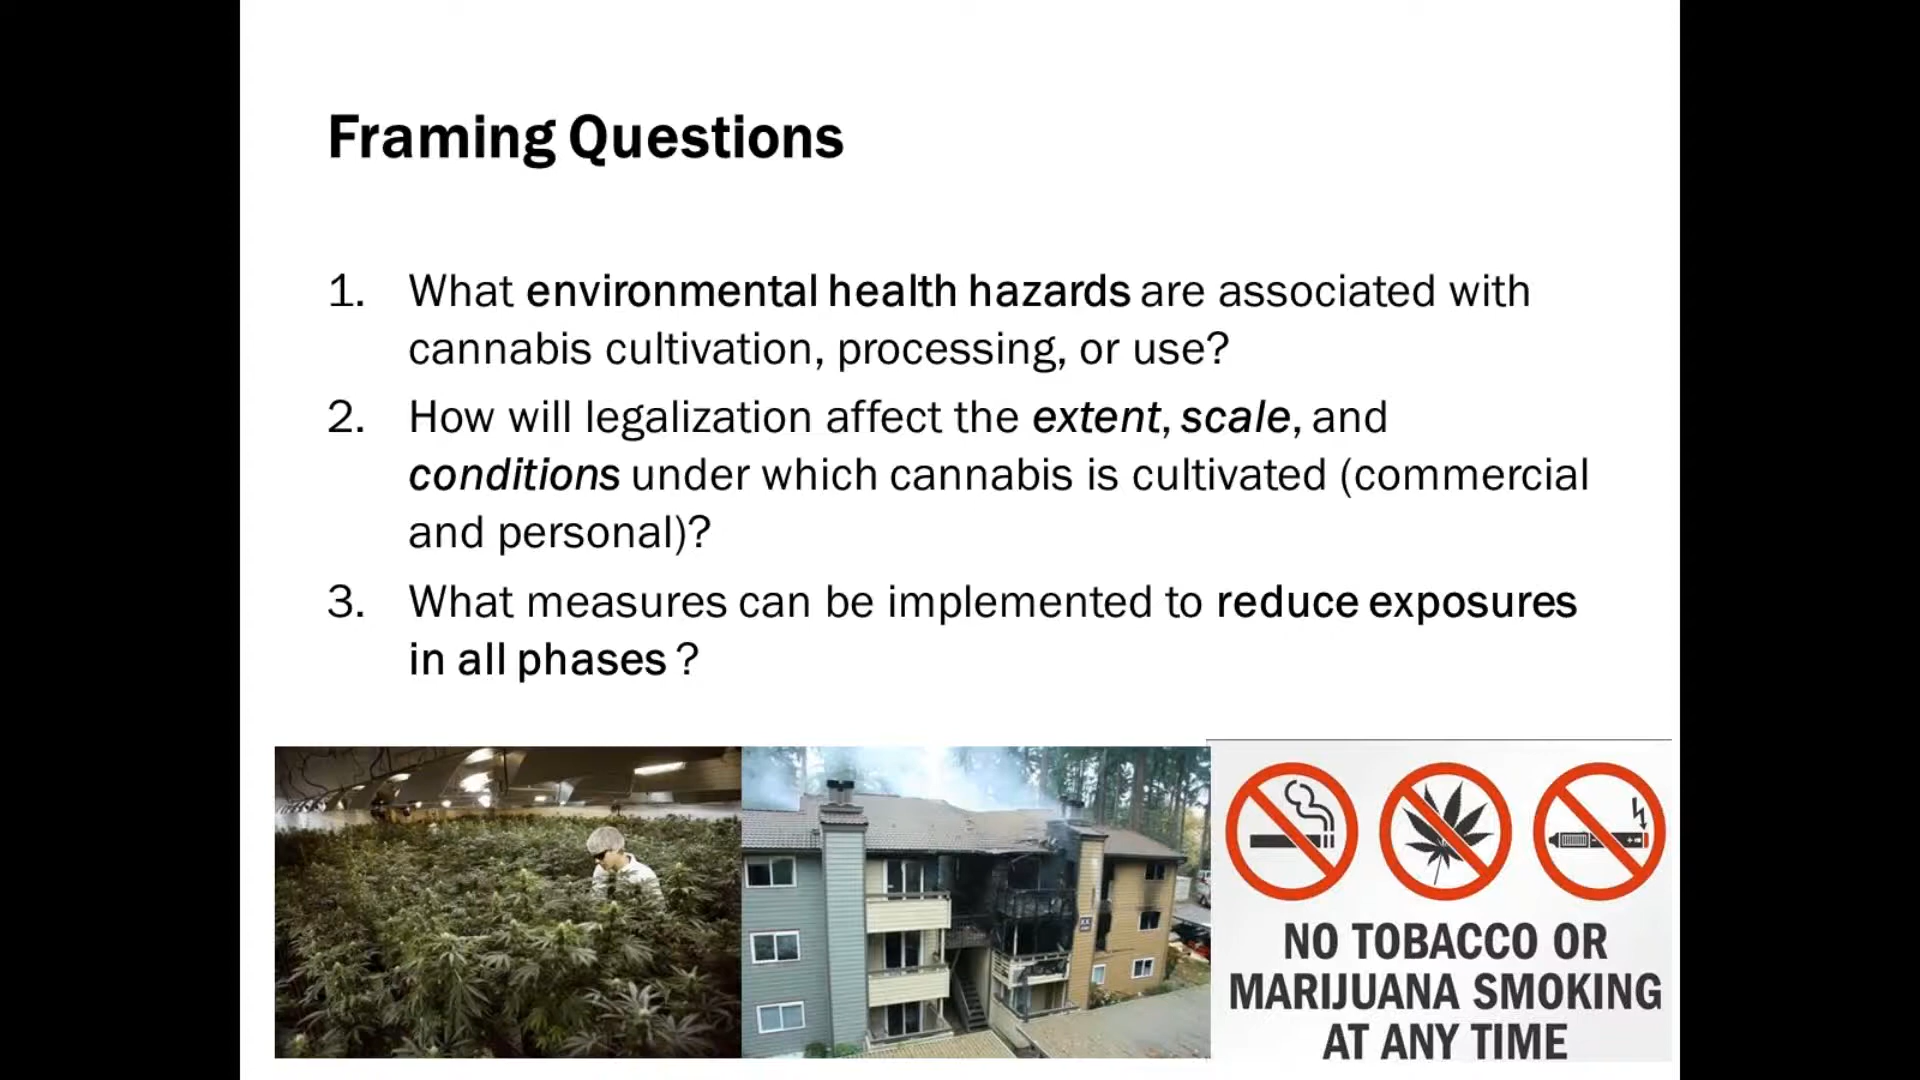 Framing Questions
1. What environmental health hazards are associated with
cannabis cultivation, processing, or use?
2. How will legalization affect the extent, scale, and
conditions under which cannabis is cultivated (commercial
and personal)?
3. What measures can be implemented to reduce exposures
in all phases ?
NO TOBACCO OR
MARIJUANA SMOKING
AT ANY TIME